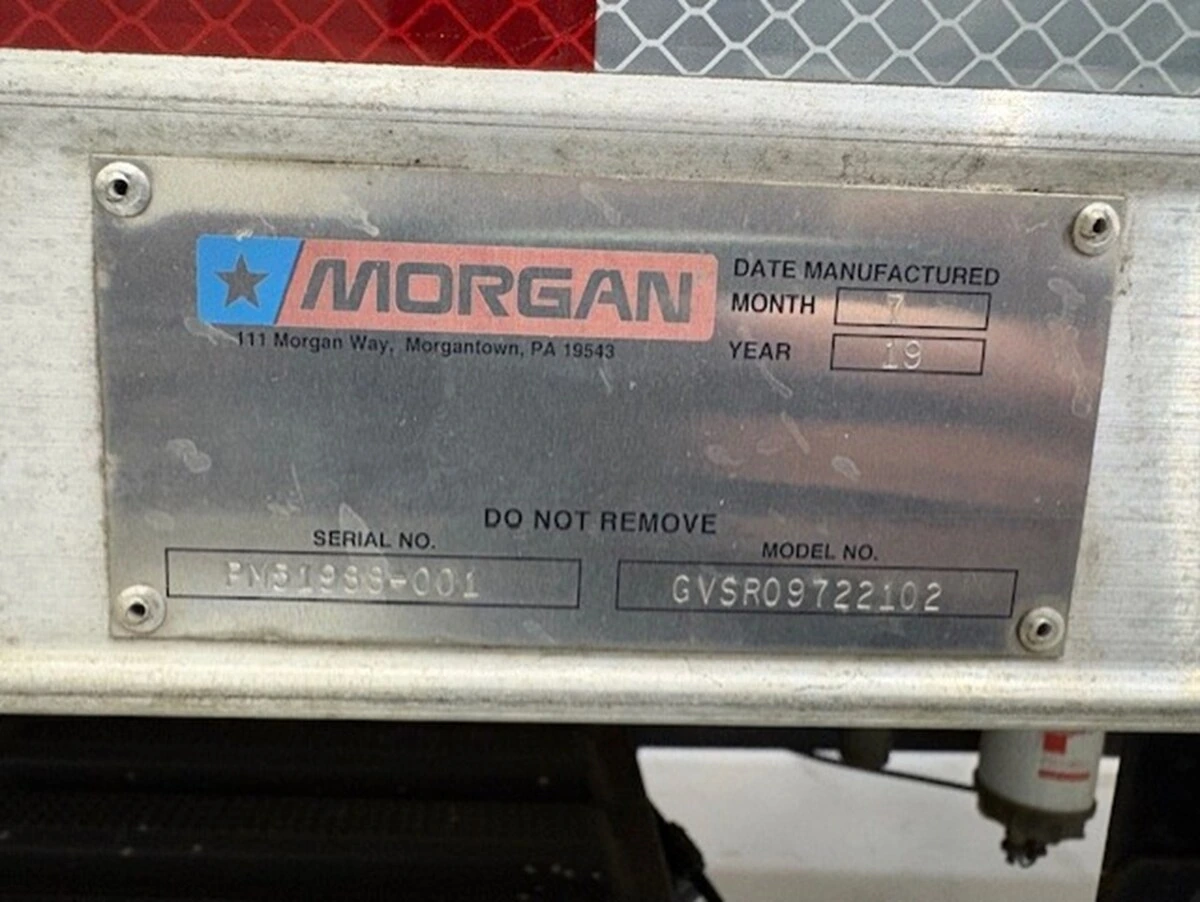 MORGAN
111 Morgan Way, Morgantown, PA 19543
DATE MANUFACTURED
MONTH 7
YEAR 19
DO NOT REMOVE
SERIAL NO.
MODEL NO.
GVSR09722102